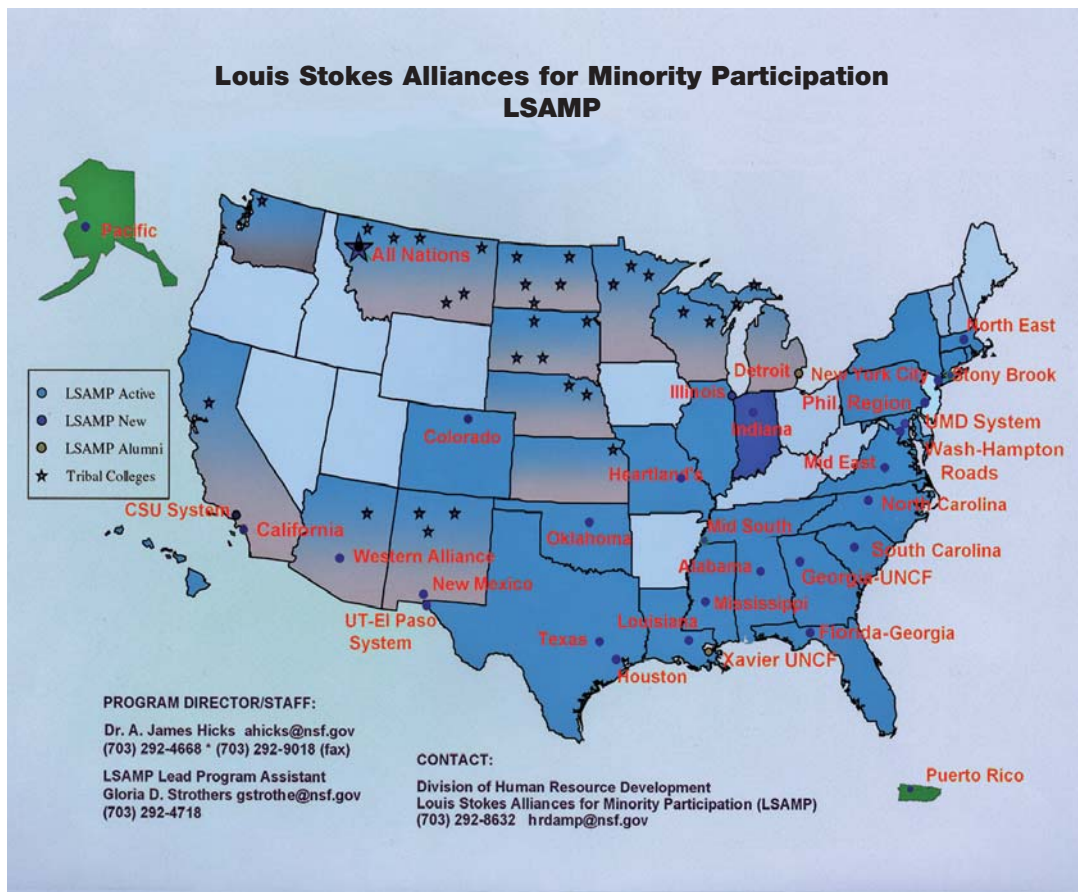 Louis Stokes Alliances for Minority Participation
LSAMP
Pacific
All Nations
North East
Detroit
New York City
Stony Brook
Illinois
Phil. Region
Indiana
UMD System
Colorado
Wash-Hampton
Roads
Mid East
Heartland's
LSAMP Active
LSAMP New
LSAMP Alumni
Tribal Colleges
CSU System
California
North Carolina
Oklahoma
Mid South
South Carolina
Western Alliance
Alabama
Georgia-UNCF
New Mexico
Mississippi
UT-El Paso
System
Louisiana
Texas
Florida-Georgia
Xavier UNCF
Houston
PROGRAM DIRECTOR/STAFF:
Dr. A. James Hicks ahicks@nsf.gov
(703) 292-4668 * (703) 292-9018 (fax)
LSAMP Lead Program Assistant
Gloria D. Strothers gstrothe@nsf.gov
(703) 292-4718
CONTACT:
Division of Human Resource Development
Louis Stokes Alliances for Minority Participation (LSAMP)
(703) 292-8632 hrdamp@nsf.gov
Puerto Rico